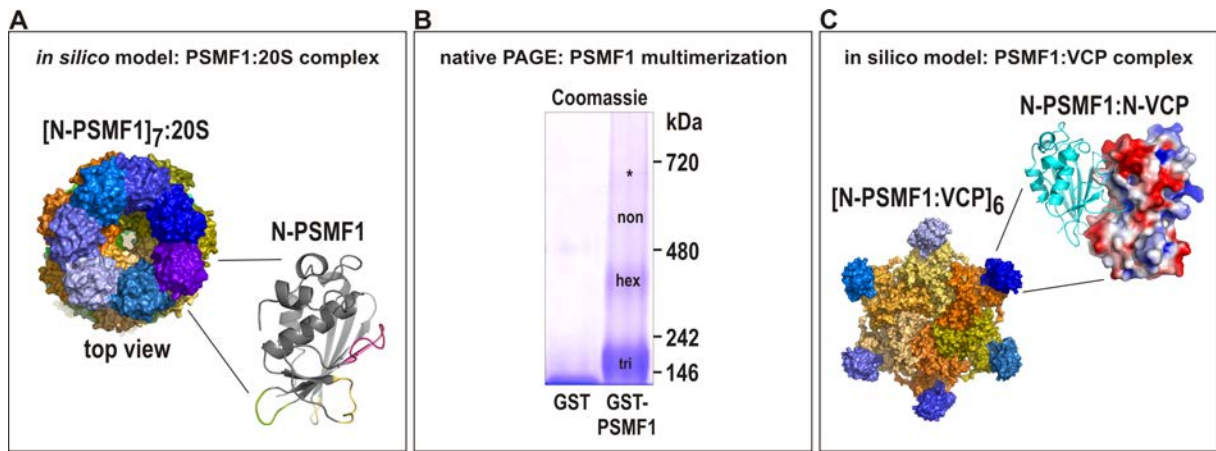 A
in silico model: PSMF1:20S complex
[N-PSMF1]7:20S
N-PSMF1
top view
B
native PAGE: PSMF1 multimerization
Coomassie
kDa
720
*
non
480
hex
242
tri
146
GST
GST-
PSMF1
C
in silico model: PSMF1:VCP complex
N-PSMF1:N-VCP
[N-PSMF1:VCP]6